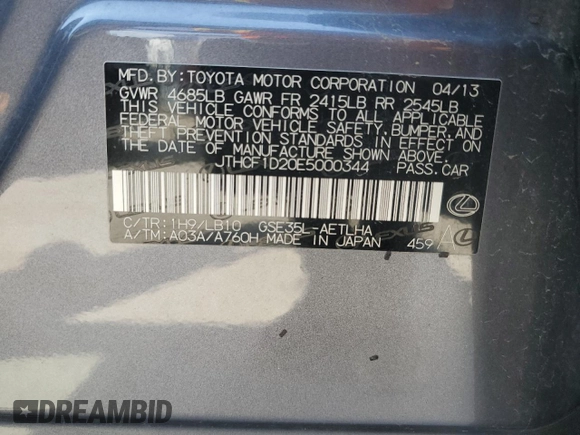 MFD. BY: TOYOTA MOTOR CORPORATION 04/13
GVWR 4685LB GAWR FR 2415LB RR 2545LB
THIS VEHICLE CONFORMS TO ALL APPLICABLE
FEDERAL MOTOR VEHICLE SAFETY, BUMPER, AND
THEFT PREVENTION STANDARDS IN EFFECT ON
THE DATE OF MANUFACTURE SHOWN ABOVE.
JTHCF1D20E5000344 PASS. CAR
C/TR: 1H9/LB10 GSE35L-AETLHA
A/TM: A03A/A760H MADE IN JAPAN 459 A
DREAMBID